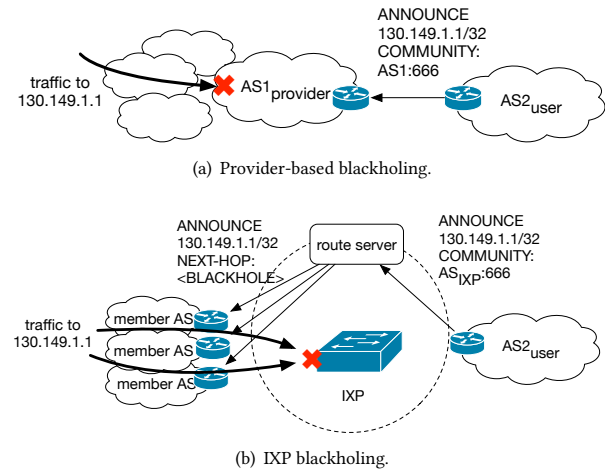 ANNOUNCE
130.149.1.1/32
COMMUNITY:
AS1:666
traffic to
130.149.1.1
AS1provider
AS2user
(a) Provider-based blackholing.
ANNOUNCE
130.149.1.1/32
NEXT-HOP:
<BLACKHOLE>
route server
ANNOUNCE
130.149.1.1/32
COMMUNITY:
ASIXP:666
traffic to
130.149.1.1
member AS
member AS
member AS
IXP
AS2user
(b) IXP blackholing.